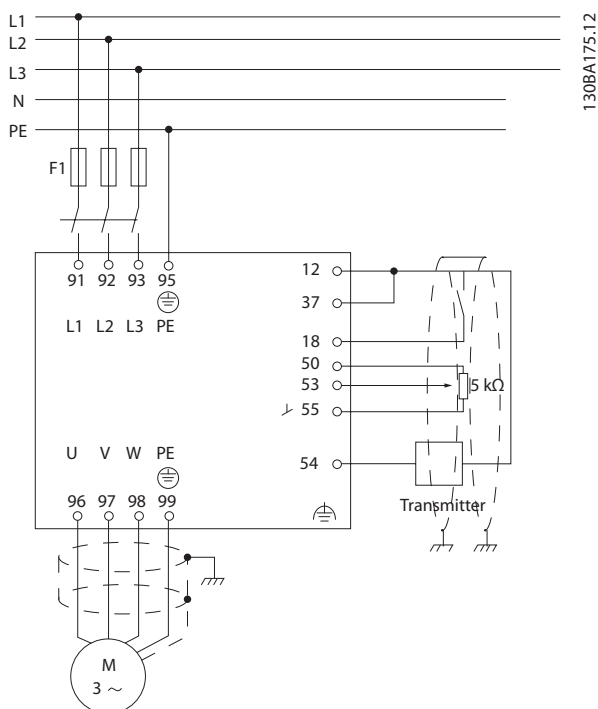 L1
L2
L3
N
PE
130BA175.12
F1
91 92 93 95
L1 L2 L3 PE
12
37
18
50
53
5 kΩ
55
54
Transmitter
U V W PE
96 97 98 99
M
3 ~